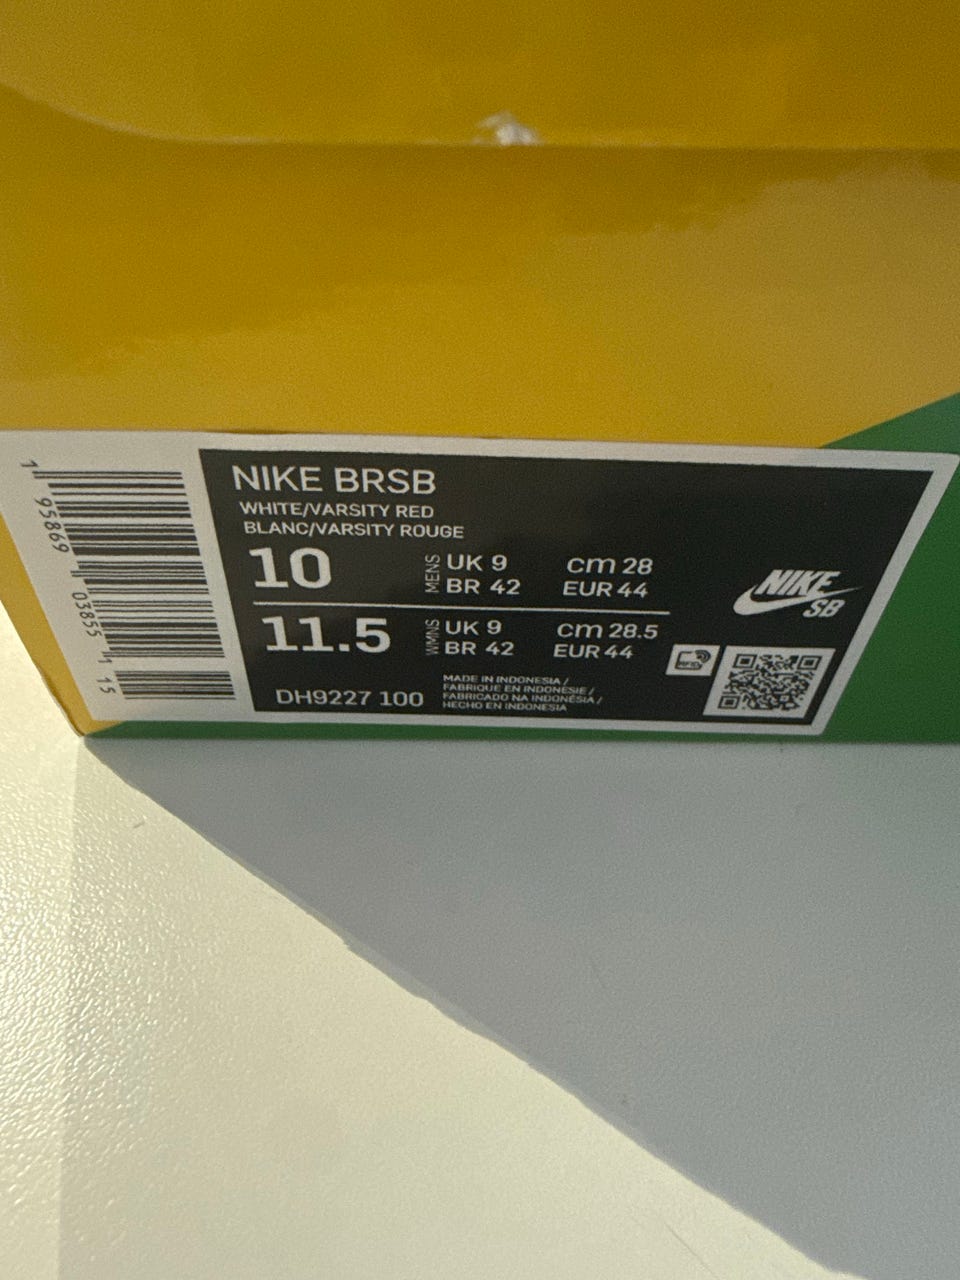 NIKE BRSB
WHITE/VARSITY RED
BLANC/VARSITY ROUGE
10 MENS UK 9 cm 28
BR 42 EUR 44
11.5 WMNS UK 9 cm 28.5
BR 42 EUR 44
DH9227 100
MADE IN INDONESIA /
FABRIQUE EN INDONESIE /
FABRICADO NA INDONÉSIA /
HECHO EN INDONESIA
NIKE
SB
RFID
1 95869 03855 15